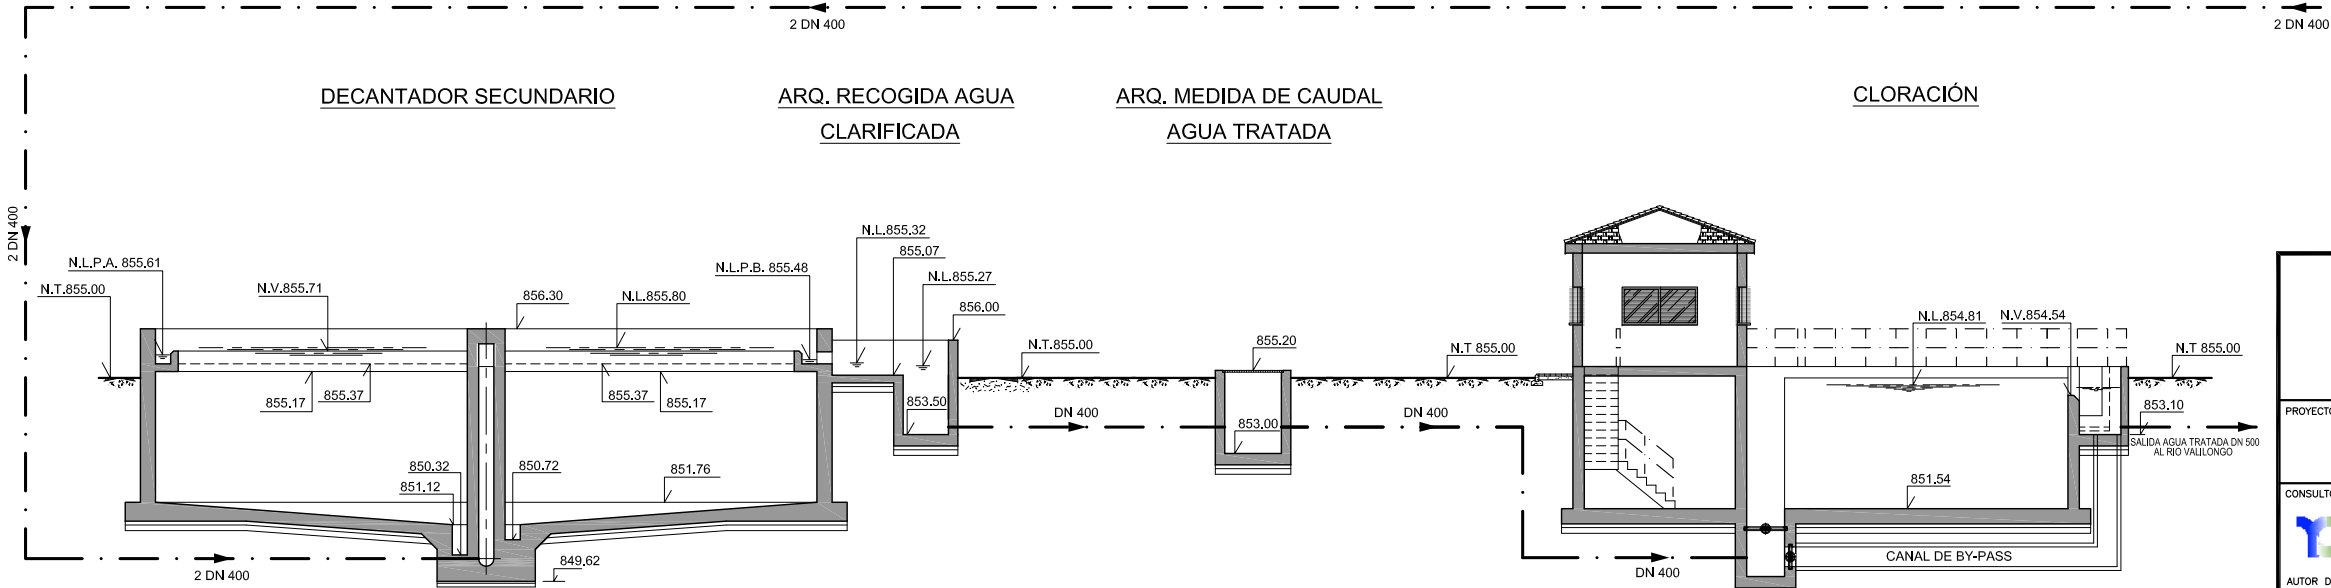 2 DN 400
2 DN 400
DECANTADOR SECUNDARIO
ARQ. RECOGIDA AGUA
CLARIFICADA
ARQ. MEDIDA DE CAUDAL
AGUA TRATADA
CLORACIÓN
2 DN 400
N.L.P.A. 855.61
N.T.855.00
N.V.855.71
856.30
N.L.855.80
N.L.P.B. 855.48
N.L.855.32
855.07
N.L.855.27
856.00
N.T.855.00
855.20
N.T 855.00
N.L.854.81
N.V.854.54
N.T 855.00
855.17
855.37
855.37
855.17
853.50
DN 400
853.00
DN 400
853.10
SALIDA AGUA TRATADA DN 500
AL RIO VALILONGO
850.32
851.12
850.72
851.76
851.54
849.62
2 DN 400
DN 400
CANAL DE BY-PASS
PROYECTO
CONSULTO
AUTOR D